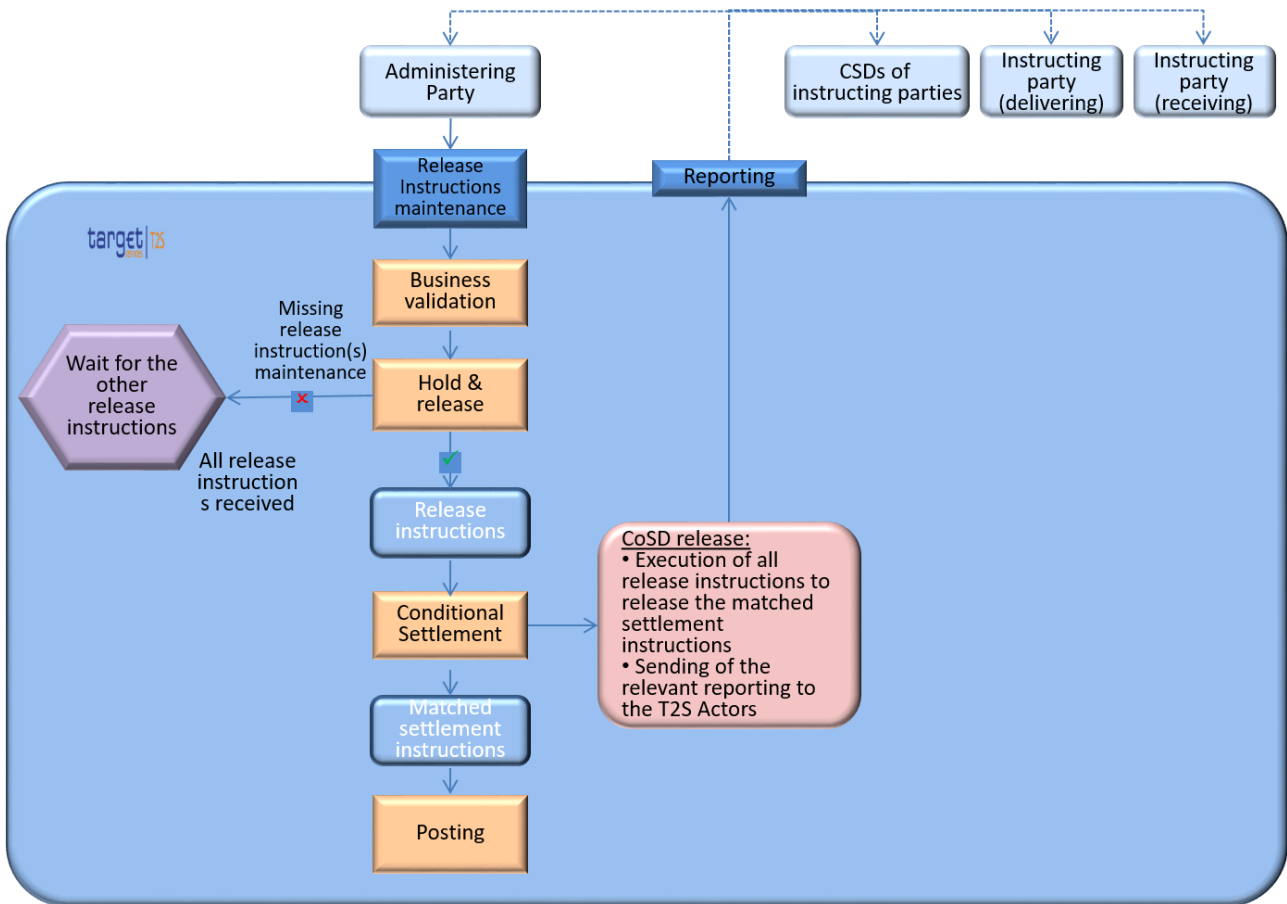 Administering
Party
CSDs of
instructing parties
Instructing
party
(delivering)
Instructing
party
(receiving)
Release
Instructions
maintenance
Reporting
target
T2S
services
Business
validation
Missing
release
instruction(s)
maintenance
Wait for the
other
release
instructions
Hold &
release
All release
instruction
s received
Release
instructions
CoSD release:
• Execution of all
release instructions to
release the matched
settlement
instructions
• Sending of the
relevant reporting to
the T2S Actors
Conditional
Settlement
Matched
settlement
instructions
Posting